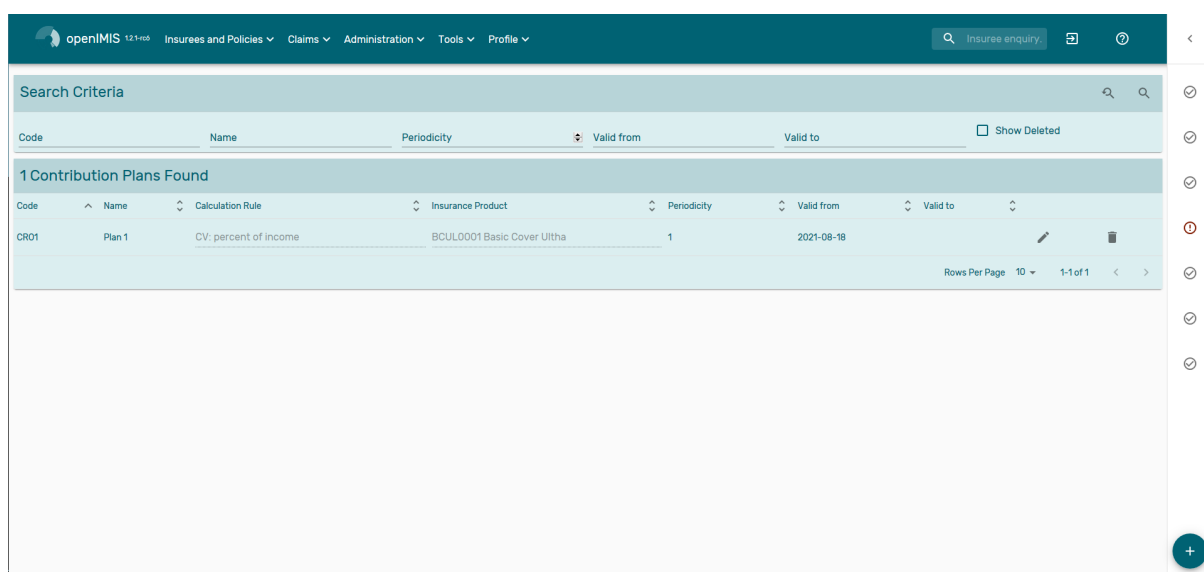 openIMIS 1.2.1-rc6 Insurees and Policies Claims Administration Tools Profile Insuree enquiry.
Search Criteria
Code Name Periodicity Valid from Valid to Show Deleted
1 Contribution Plans Found
Code Name Calculation Rule Insurance Product Periodicity Valid from Valid to
CR01 Plan 1 CV: percent of income BCUL0001 Basic Cover Ultha 1 2021-08-18
Rows Per Page 10 1-1 of 1